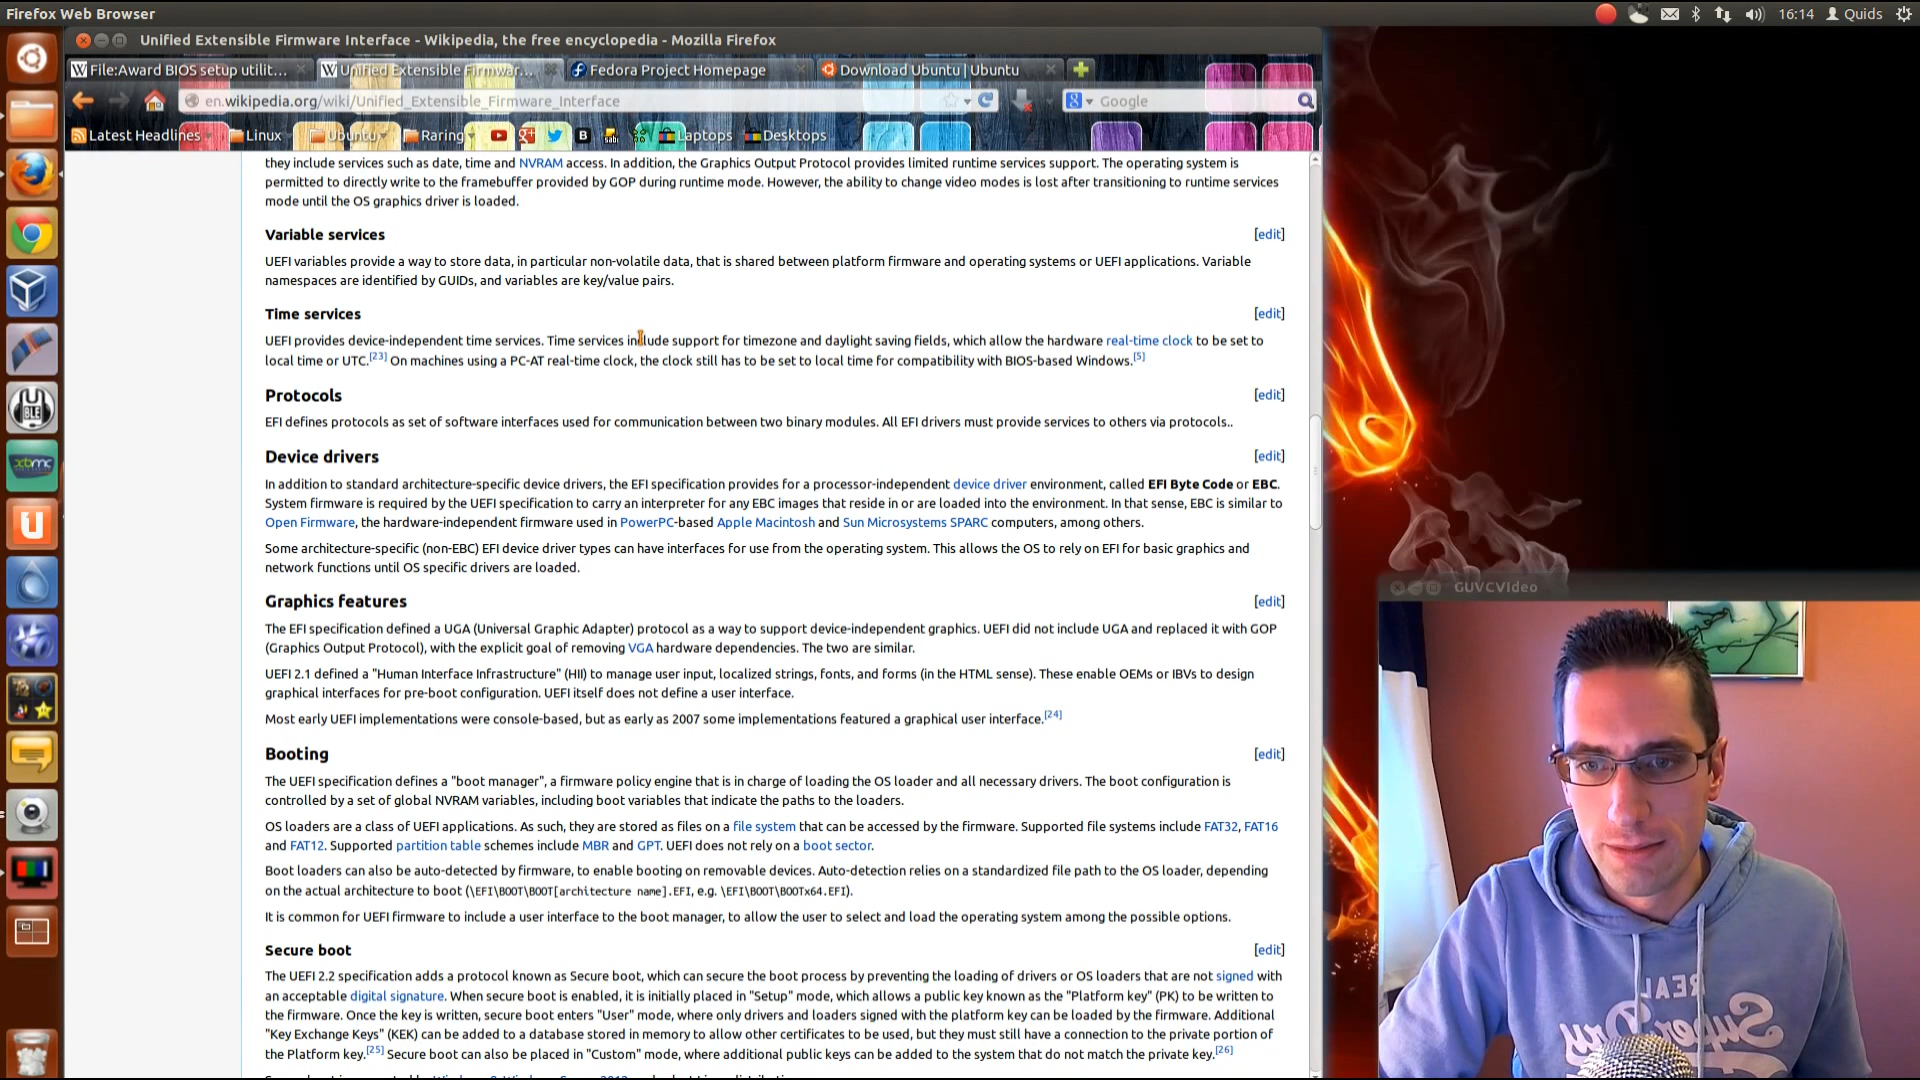 Firefox Web Browser
16:14 Quids
Unified Extensible Firmware Interface - Wikipedia, the free encyclopedia - Mozilla Firefox
File:Award BIOS setup utilit... Unified Extensible Firmwar... Fedora Project Homepage Download Ubuntu | Ubuntu
en.wikipedia.org/wiki/Unified_Extensible_Firmware_Interface Google
Latest Headlines Linux Ubuntu Raring Laptops Desktops
they include services such as date, time and NVRAM access. In addition, the Graphics Output Protocol provides limited runtime services support. The operating system is
permitted to directly write to the framebuffer provided by GOP during runtime mode. However, the ability to change video modes is lost after transitioning to runtime services
mode until the OS graphics driver is loaded.
Variable services [edit]
UEFI variables provide a way to store data, in particular non-volatile data, that is shared between platform firmware and operating systems or UEFI applications. Variable
namespaces are identified by GUIDs, and variables are key/value pairs.
Time services [edit]
UEFI provides device-independent time services. Time services include support for timezone and daylight saving fields, which allow the hardware real-time clock to be set to
local time or UTC.[23] On machines using a PC-AT real-time clock, the clock still has to be set to local time for compatibility with BIOS-based Windows.[5]
Protocols [edit]
EFI defines protocols as set of software interfaces used for communication between two binary modules. All EFI drivers must provide services to others via protocols..
Device drivers [edit]
In addition to standard architecture-specific device drivers, the EFI specification provides for a processor-independent device driver environment, called EFI Byte Code or EBC.
System firmware is required by the UEFI specification to carry an interpreter for any EBC images that reside in or are loaded into the environment. In that sense, EBC is similar to
Open Firmware, the hardware-independent firmware used in PowerPC-based Apple Macintosh and Sun Microsystems SPARC computers, among others.
Some architecture-specific (non-EBC) EFI device driver types can have interfaces for use from the operating system. This allows the OS to rely on EFI for basic graphics and
network functions until OS specific drivers are loaded.
Graphics features [edit]
The EFI specification defined a UGA (Universal Graphic Adapter) protocol as a way to support device-independent graphics. UEFI did not include UGA and replaced it with GOP
(Graphics Output Protocol), with the explicit goal of removing VGA hardware dependencies. The two are similar.
UEFI 2.1 defined a "Human Interface Infrastructure" (HII) to manage user input, localized strings, fonts, and forms (in the HTML sense). These enable OEMs or IBVs to design
graphical interfaces for pre-boot configuration. UEFI itself does not define a user interface.
Most early UEFI implementations were console-based, but as early as 2007 some implementations featured a graphical user interface.[24]
Booting [edit]
The UEFI specification defines a "boot manager", a firmware policy engine that is in charge of loading the OS loader and all necessary drivers. The boot configuration is
controlled by a set of global NVRAM variables, including boot variables that indicate the paths to the loaders.
OS loaders are a class of UEFI applications. As such, they are stored as files on a file system that can be accessed by the firmware. Supported file systems include FAT32, FAT16
and FAT12. Supported partition table schemes include MBR and GPT. UEFI does not rely on a boot sector.
Boot loaders can also be auto-detected by firmware, to enable booting on removable devices. Auto-detection relies on a standardized file path to the OS loader, depending
on the actual architecture to boot (\EFI\BOOT\BOOT[architecture name].EFI, e.g. \EFI\BOOT\BOOTx64.EFI).
It is common for UEFI firmware to include a user interface to the boot manager, to allow the user to select and load the operating system among the possible options.
Secure boot [edit]
The UEFI 2.2 specification adds a protocol known as Secure boot, which can secure the boot process by preventing the loading of drivers or OS loaders that are not signed with
an acceptable digital signature. When secure boot is enabled, it is initially placed in "Setup" mode, which allows a public key known as the "Platform key" (PK) to be written to
the firmware. Once the key is written, secure boot enters "User" mode, where only drivers and loaders signed with the platform key can be loaded by the firmware. Additional
"Key Exchange Keys" (KEK) can be added to a database stored in memory to allow other certificates to be used, but they must still have a connection to the private portion of
the Platform key.[25] Secure boot can also be placed in "Custom" mode, where additional public keys can be added to the system that do not match the private key.[26]
GUVCVideo
xbmc